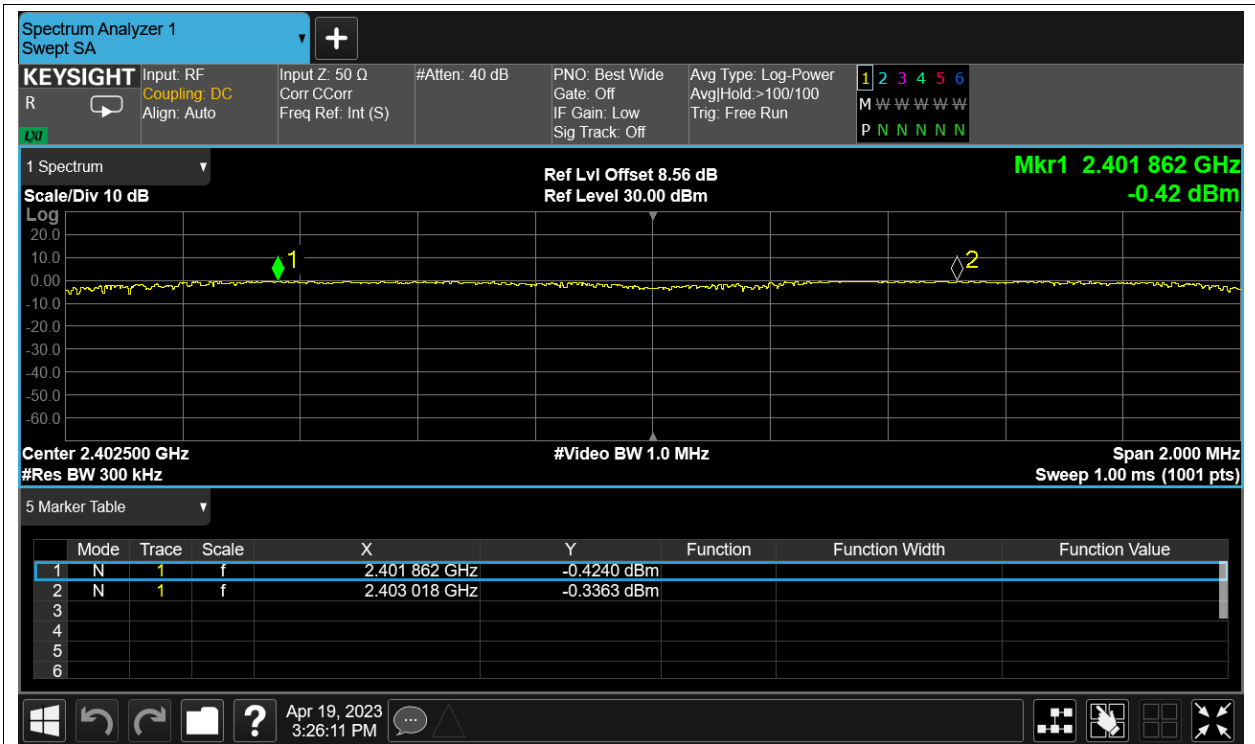 Spectrum Analyzer 1
Swept SA
KEYSIGHT Input: RF Input Z: 50 Ω #Atten: 40 dB PNO: Best Wide Avg Type: Log-Power 1 2 3 4 5 6
R Coupling: DC Corr CCorr Gate: Off Avg|Hold:>100/100 M W W W W W
Align: Auto Freq Ref: Int (S) IF Gain: Low Trig: Free Run
LXI Sig Track: Off P N N N N N
1 Spectrum Ref Lvl Offset 8.56 dB Mkr1 2.401 862 GHz
Scale/Div 10 dB Ref Level 30.00 dBm -0.42 dBm
Log
20.0
10.0 1 2
0.00
-10.0
-20.0
-30.0
-40.0
-50.0
-60.0
Center 2.402500 GHz #Video BW 1.0 MHz Span 2.000 MHz
#Res BW 300 kHz Sweep 1.00 ms (1001 pts)
5 Marker Table
Mode Trace Scale X Y Function Function Width Function Value
1 N 1 f 2.401 862 GHz -0.4240 dBm
2 N 1 f 2.403 018 GHz -0.3363 dBm
3
4
5
6
? Apr 19, 2023
3:26:11 PM